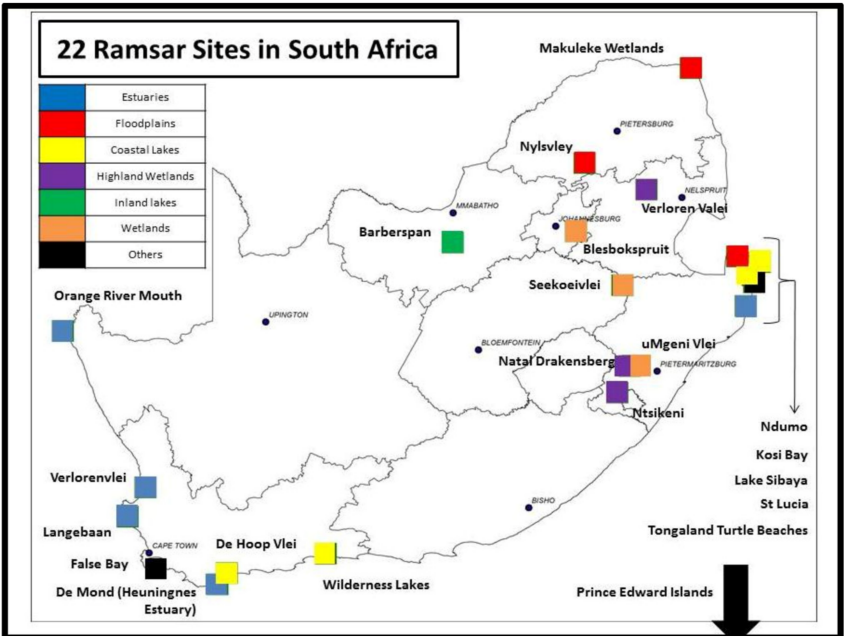 22 Ramsar Sites in South Africa
Estuaries
Floodplains
Coastal Lakes
Highland Wetlands
Inland lakes
Wetlands
Others
Makuleke Wetlands
PIETERSBURG
Nylsvley
NELSPRUIT
Verloren Valei
MMABATHO
JOHANNESBURG
Barberspan
Blesbokspruit
Seekoeivlei
Orange River Mouth
UPINGTON
BLOEMFONTEIN
uMgeni Vlei
Natal Drakensberg
PIETERMARITZBURG
Ntsikeni
Ndumo
Kosi Bay
Lake Sibaya
St Lucia
Tongaland Turtle Beaches
Verlorenvlei
BISHO
Langebaan
CAPE TOWN
De Hoop Vlei
False Bay
Wilderness Lakes
De Mond (Heuningnes
Estuary)
Prince Edward Islands